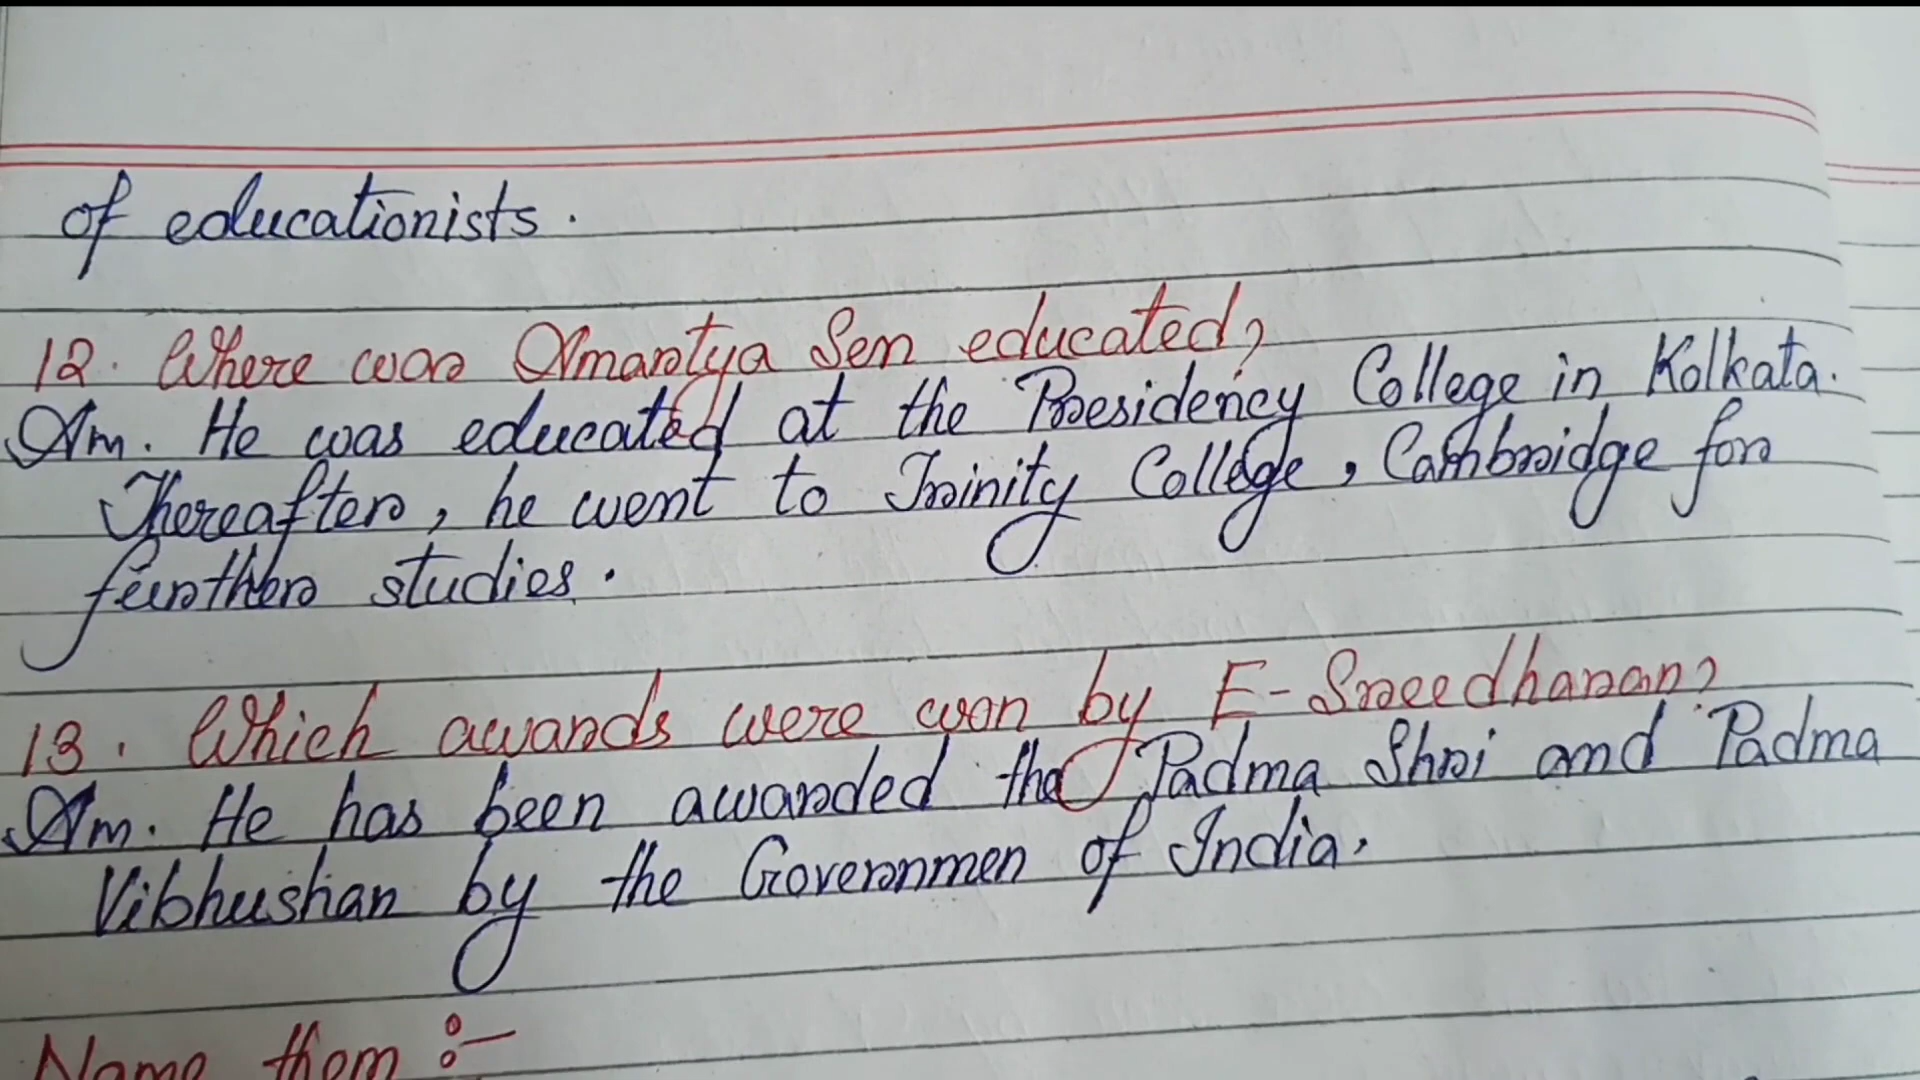 of educationists.
12. Where was Amartya Sen educated?
Am. He was educated at the Presidency College in Kolkata.
Thereafter, he went to Trinity College, Cambridge for
further studies.
13. Which awards were won by E-Sreedharan?
Am. He has been awarded the Padma Shri and Padma
Vibhushan by the Governmen of India.
Name them :-